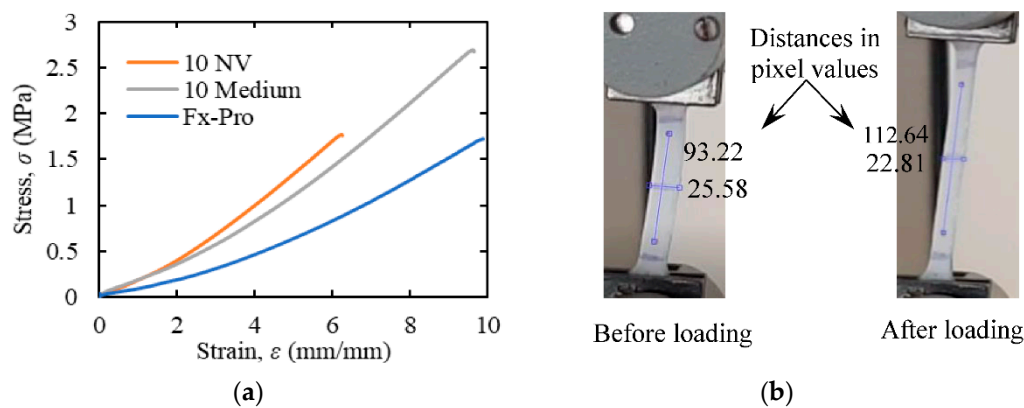 (a)
(b)
3
2.5
2
1.5
1
0.5
0
Stress, σ (MPa)
10 NV
10 Medium
Fx-Pro
0 2 4 6 8 10
Strain, ε (mm/mm)
Distances in
pixel values
93.22
25.58
112.64
22.81
Before loading
After loading
(a)
(b)